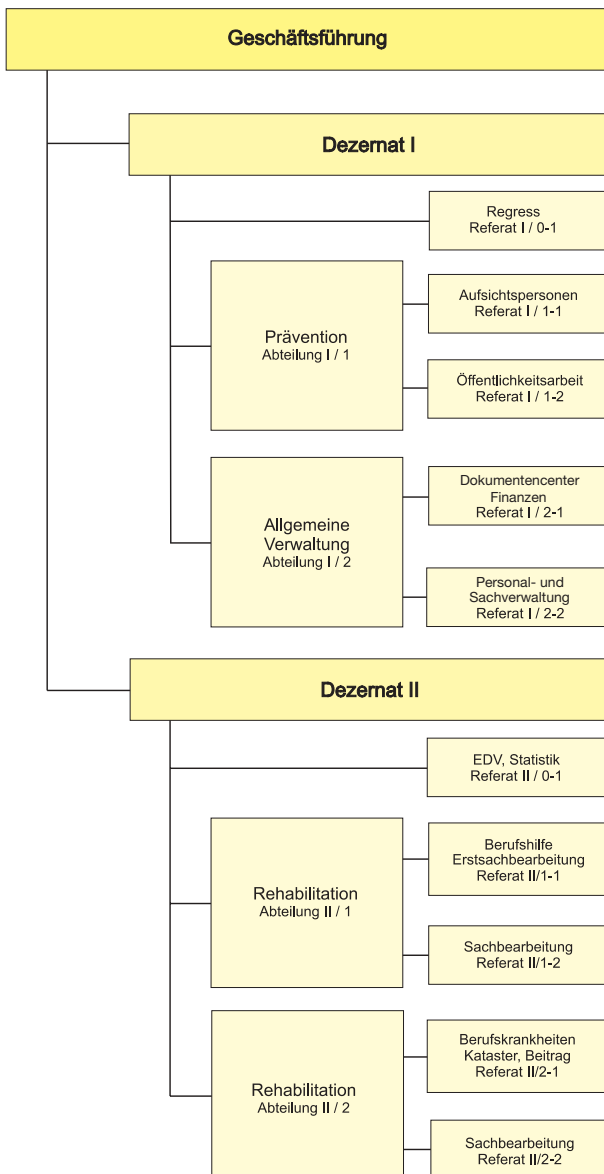 Geschäftsführung
Dezernat I
Regress
Referat I / 0-1
Prävention
Abteilung I / 1
Aufsichtspersonen
Referat I / 1-1
Öffentlichkeitsarbeit
Referat I / 1-2
Allgemeine
Verwaltung
Abteilung I / 2
Dokumentencenter
Finanzen
Referat I / 2-1
Personal- und
Sachverwaltung
Referat I / 2-2
Dezernat II
EDV, Statistik
Referat II / 0-1
Rehabilitation
Abteilung II / 1
Berufshilfe
Erstsachbearbeitung
Referat II/1-1
Sachbearbeitung
Referat II/1-2
Rehabilitation
Abteilung II / 2
Berufskrankheiten
Kataster, Beitrag
Referat II/2-1
Sachbearbeitung
Referat II/2-2